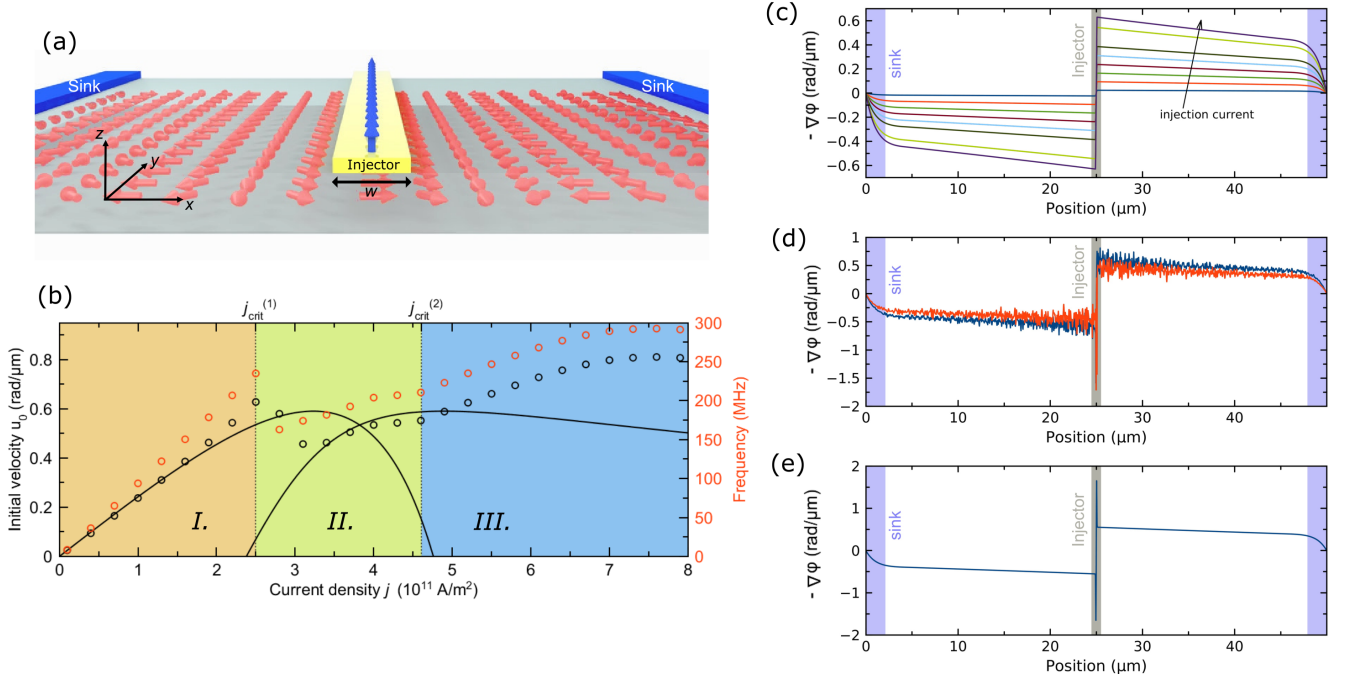 (a)
Sink
Sink
Injector
z
y
x
w
(b)
j_crit^(1)
j_crit^(2)
Initial velocity u₀ (rad/μm)
0.8
0.6
0.4
0.2
0
I.
II.
III.
300
250
200
150
100
50
0
Frequency (MHz)
0 1 2 3 4 5 6 7 8
Current density j (10¹¹ A/m²)
(c)
- ∇φ (rad/μm)
0.6
0.4
0.2
0
−0.2
−0.4
−0.6
sink
Injector
injection current
0 10 20 30 40
Position (μm)
(d)
- ∇φ (rad/μm)
1
0.5
0
−0.5
−1
−1.5
−2
sink
Injector
0 10 20 30 40
Position (μm)
(e)
- ∇φ (rad/μm)
2
1
0
−1
−2
sink
Injector
0 10 20 30 40
Position (μm)